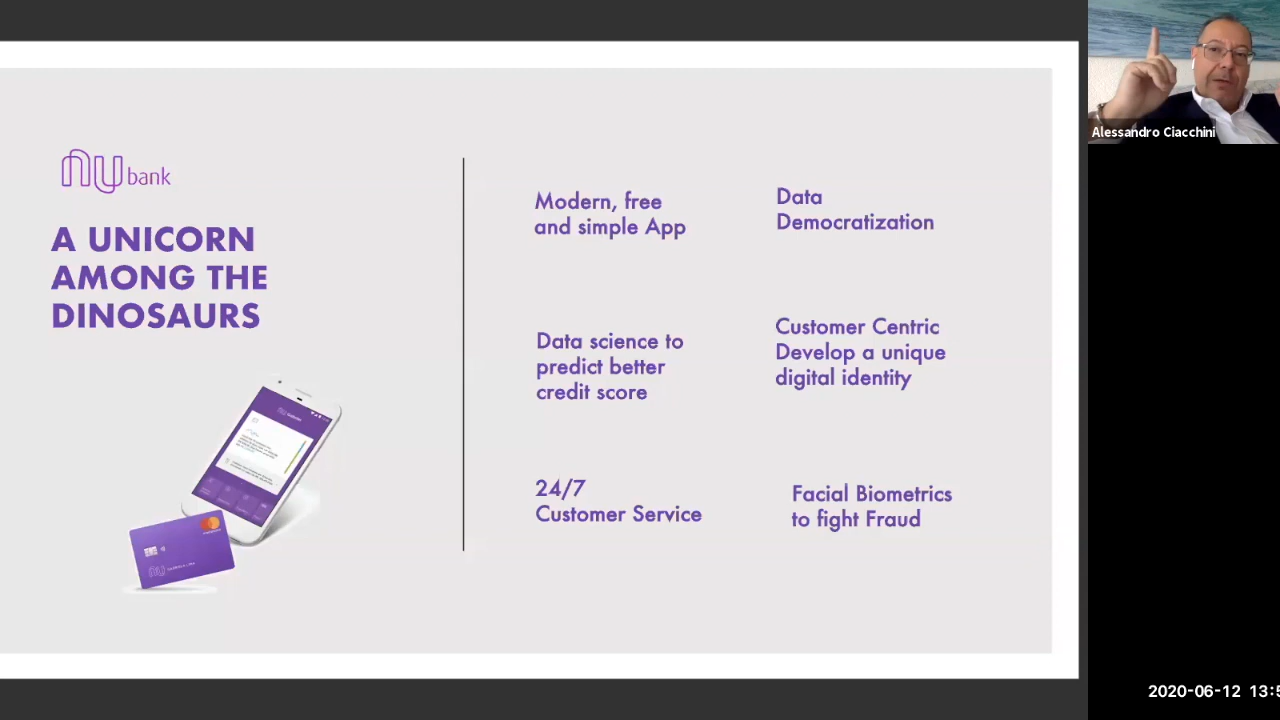 nu bank
A UNICORN
AMONG THE
DINOSAURS
Modern, free
and simple App
Data
Democratization
Data science to
predict better
credit score
Customer Centric
Develop a unique
digital identity
24/7
Customer Service
Facial Biometrics
to fight Fraud
nu
Alessandro Ciacchini
2020-06-12 13:5